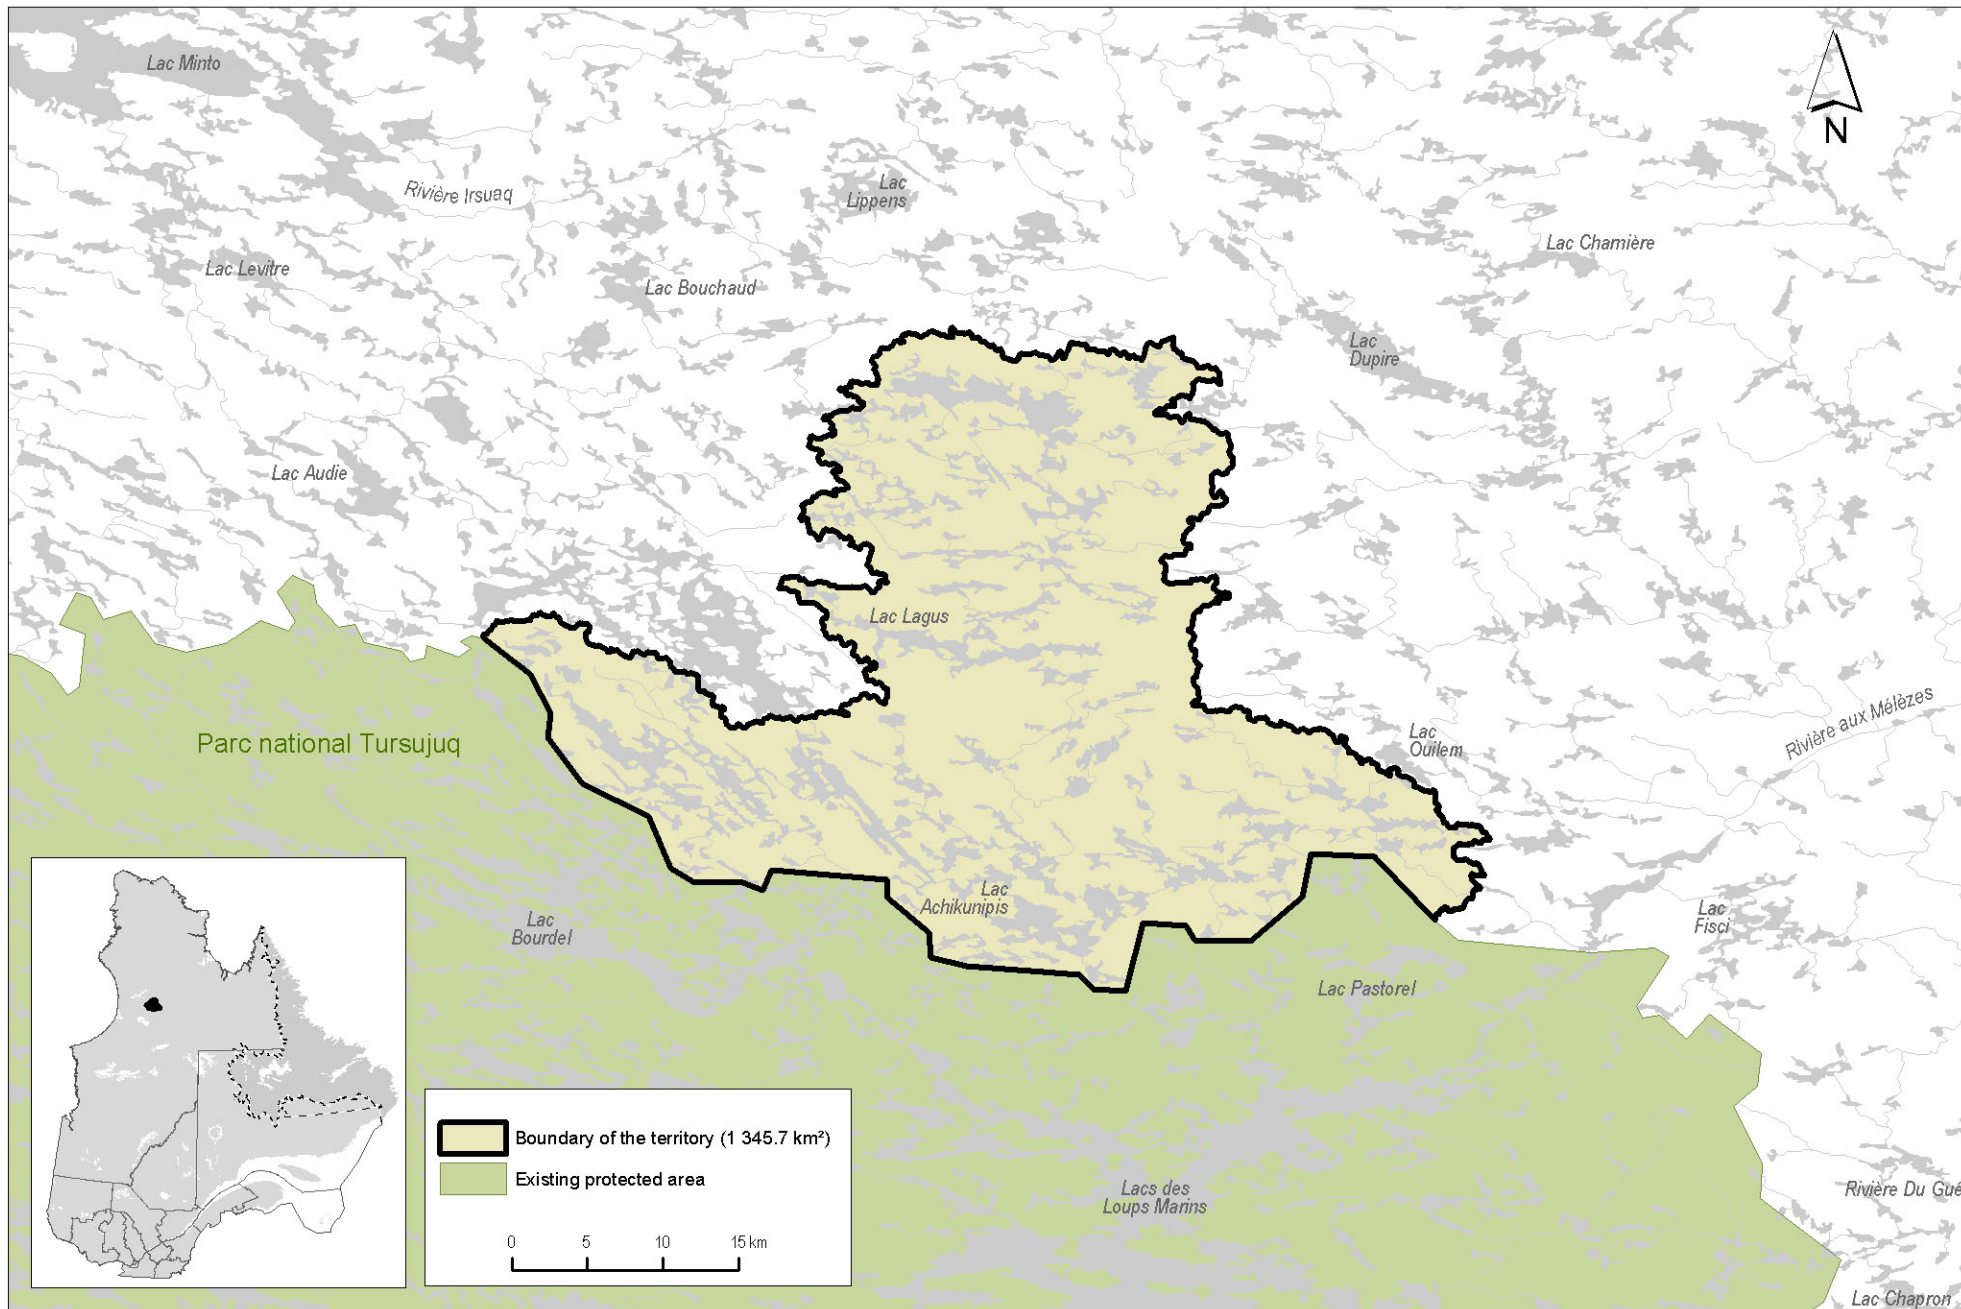 Lac Minto
N
Rivière Irsuaq
Lac
Lippens
Lac Charnière
Lac Levitre
Lac Bouchaud
Lac
Dupire
Lac Audie
Lac Lagus
Rivière aux Mélèzes
Parc national Tursujuq
Lac
Ouilem
Lac
Achikunipis
Lac
Bourdel
Lac
Fisci
Lac Pastorel
Boundary of the territory (1 345.7 km²)
Existing protected area
Lacs des
Loups Marins
Rivière Du Gué
0 5 10 15 km
Lac Chapron